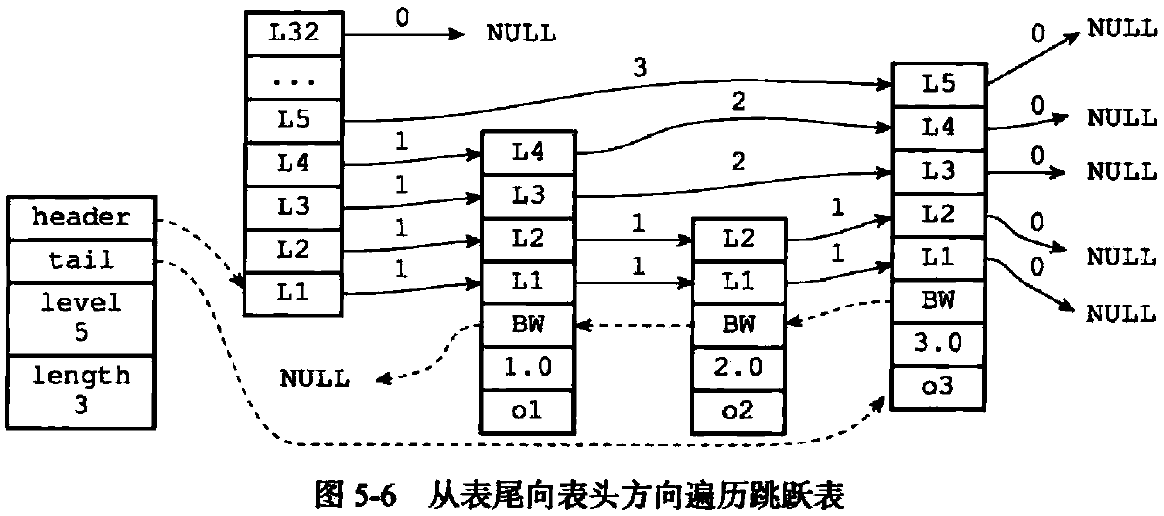 header
tail
level
5
length
3
L32
...
L5
L4
L3
L2
L1
0
NULL
3
1
1
1
1
L4
L3
L2
L1
BW
1.0
o1
NULL
2
2
1
1
L2
L1
BW
2.0
o2
1
1
L5
L4
L3
L2
L1
BW
3.0
o3
0
NULL
0
NULL
0
NULL
0
NULL
0
NULL
图 5-6 从表尾向表头方向遍历跳跃表